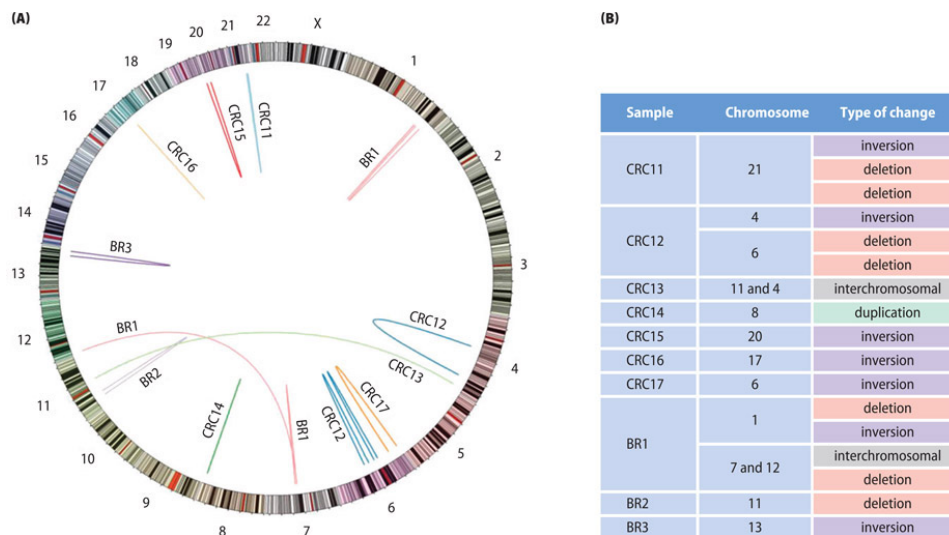 (A)
X
1
2
3
4
5
6
7
8
9
10
11
12
13
14
15
16
17
18
19
20
21
22
CRC11
CRC15
CRC16
BR1
BR3
BR1
BR2
CRC12
CRC13
CRC17
CRC12
CRC14
BR1
(B)
Sample Chromosome Type of change
CRC11 21 inversion
deletion
deletion
CRC12 4 inversion
6 deletion
deletion
CRC13 11 and 4 interchromosomal
CRC14 8 duplication
CRC15 20 inversion
CRC16 17 inversion
CRC17 6 inversion
BR1 1 deletion
inversion
7 and 12 interchromosomal
deletion
BR2 11 deletion
BR3 13 inversion